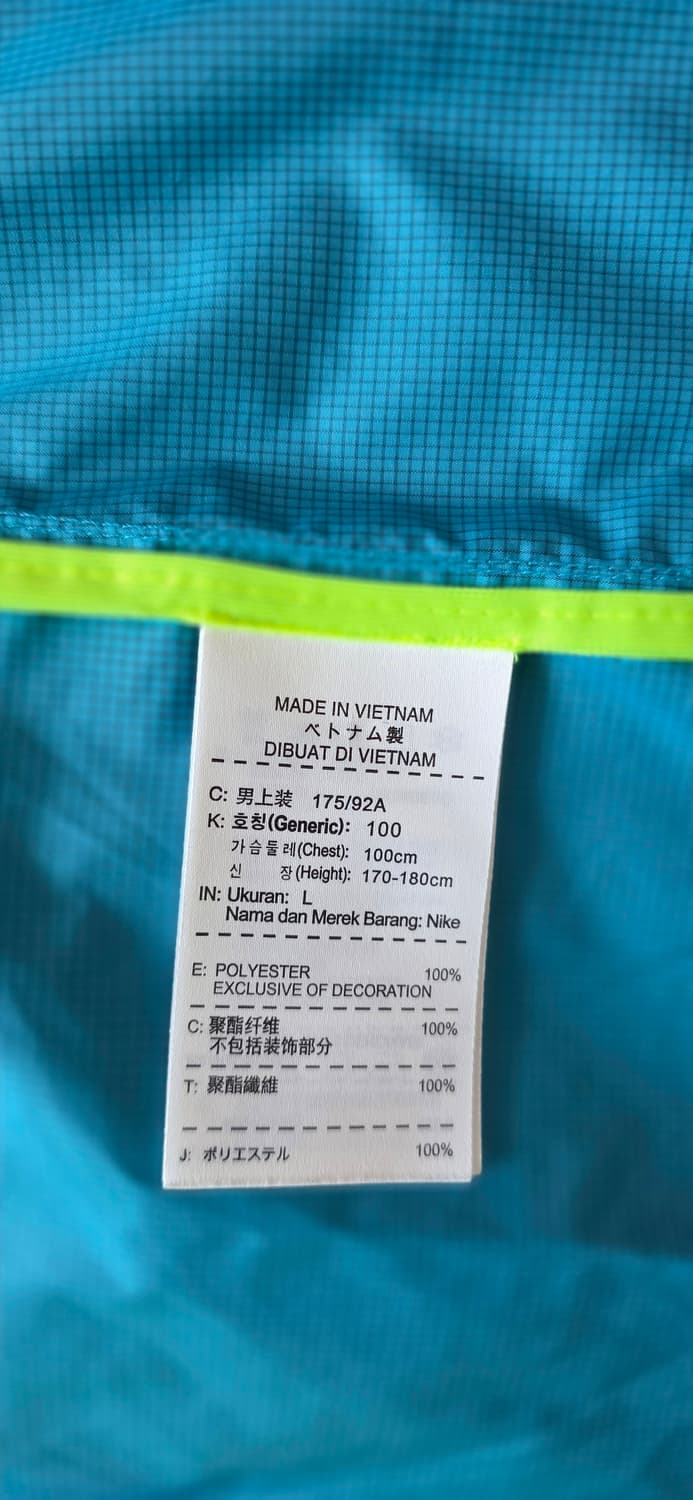 MADE IN VIETNAM
ベトナム製
DIBUAT DI VIETNAM
C: 男上装 175/92A
K: 호칭(Generic): 100
가슴둘레(Chest): 100cm
신 장(Height): 170-180cm
IN: Ukuran: L
Nama dan Merek Barang: Nike
E: POLYESTER 100%
EXCLUSIVE OF DECORATION
C: 聚酯纤维 100%
不包括装饰部分
T: 聚酯纖維 100%
J: ポリエステル 100%